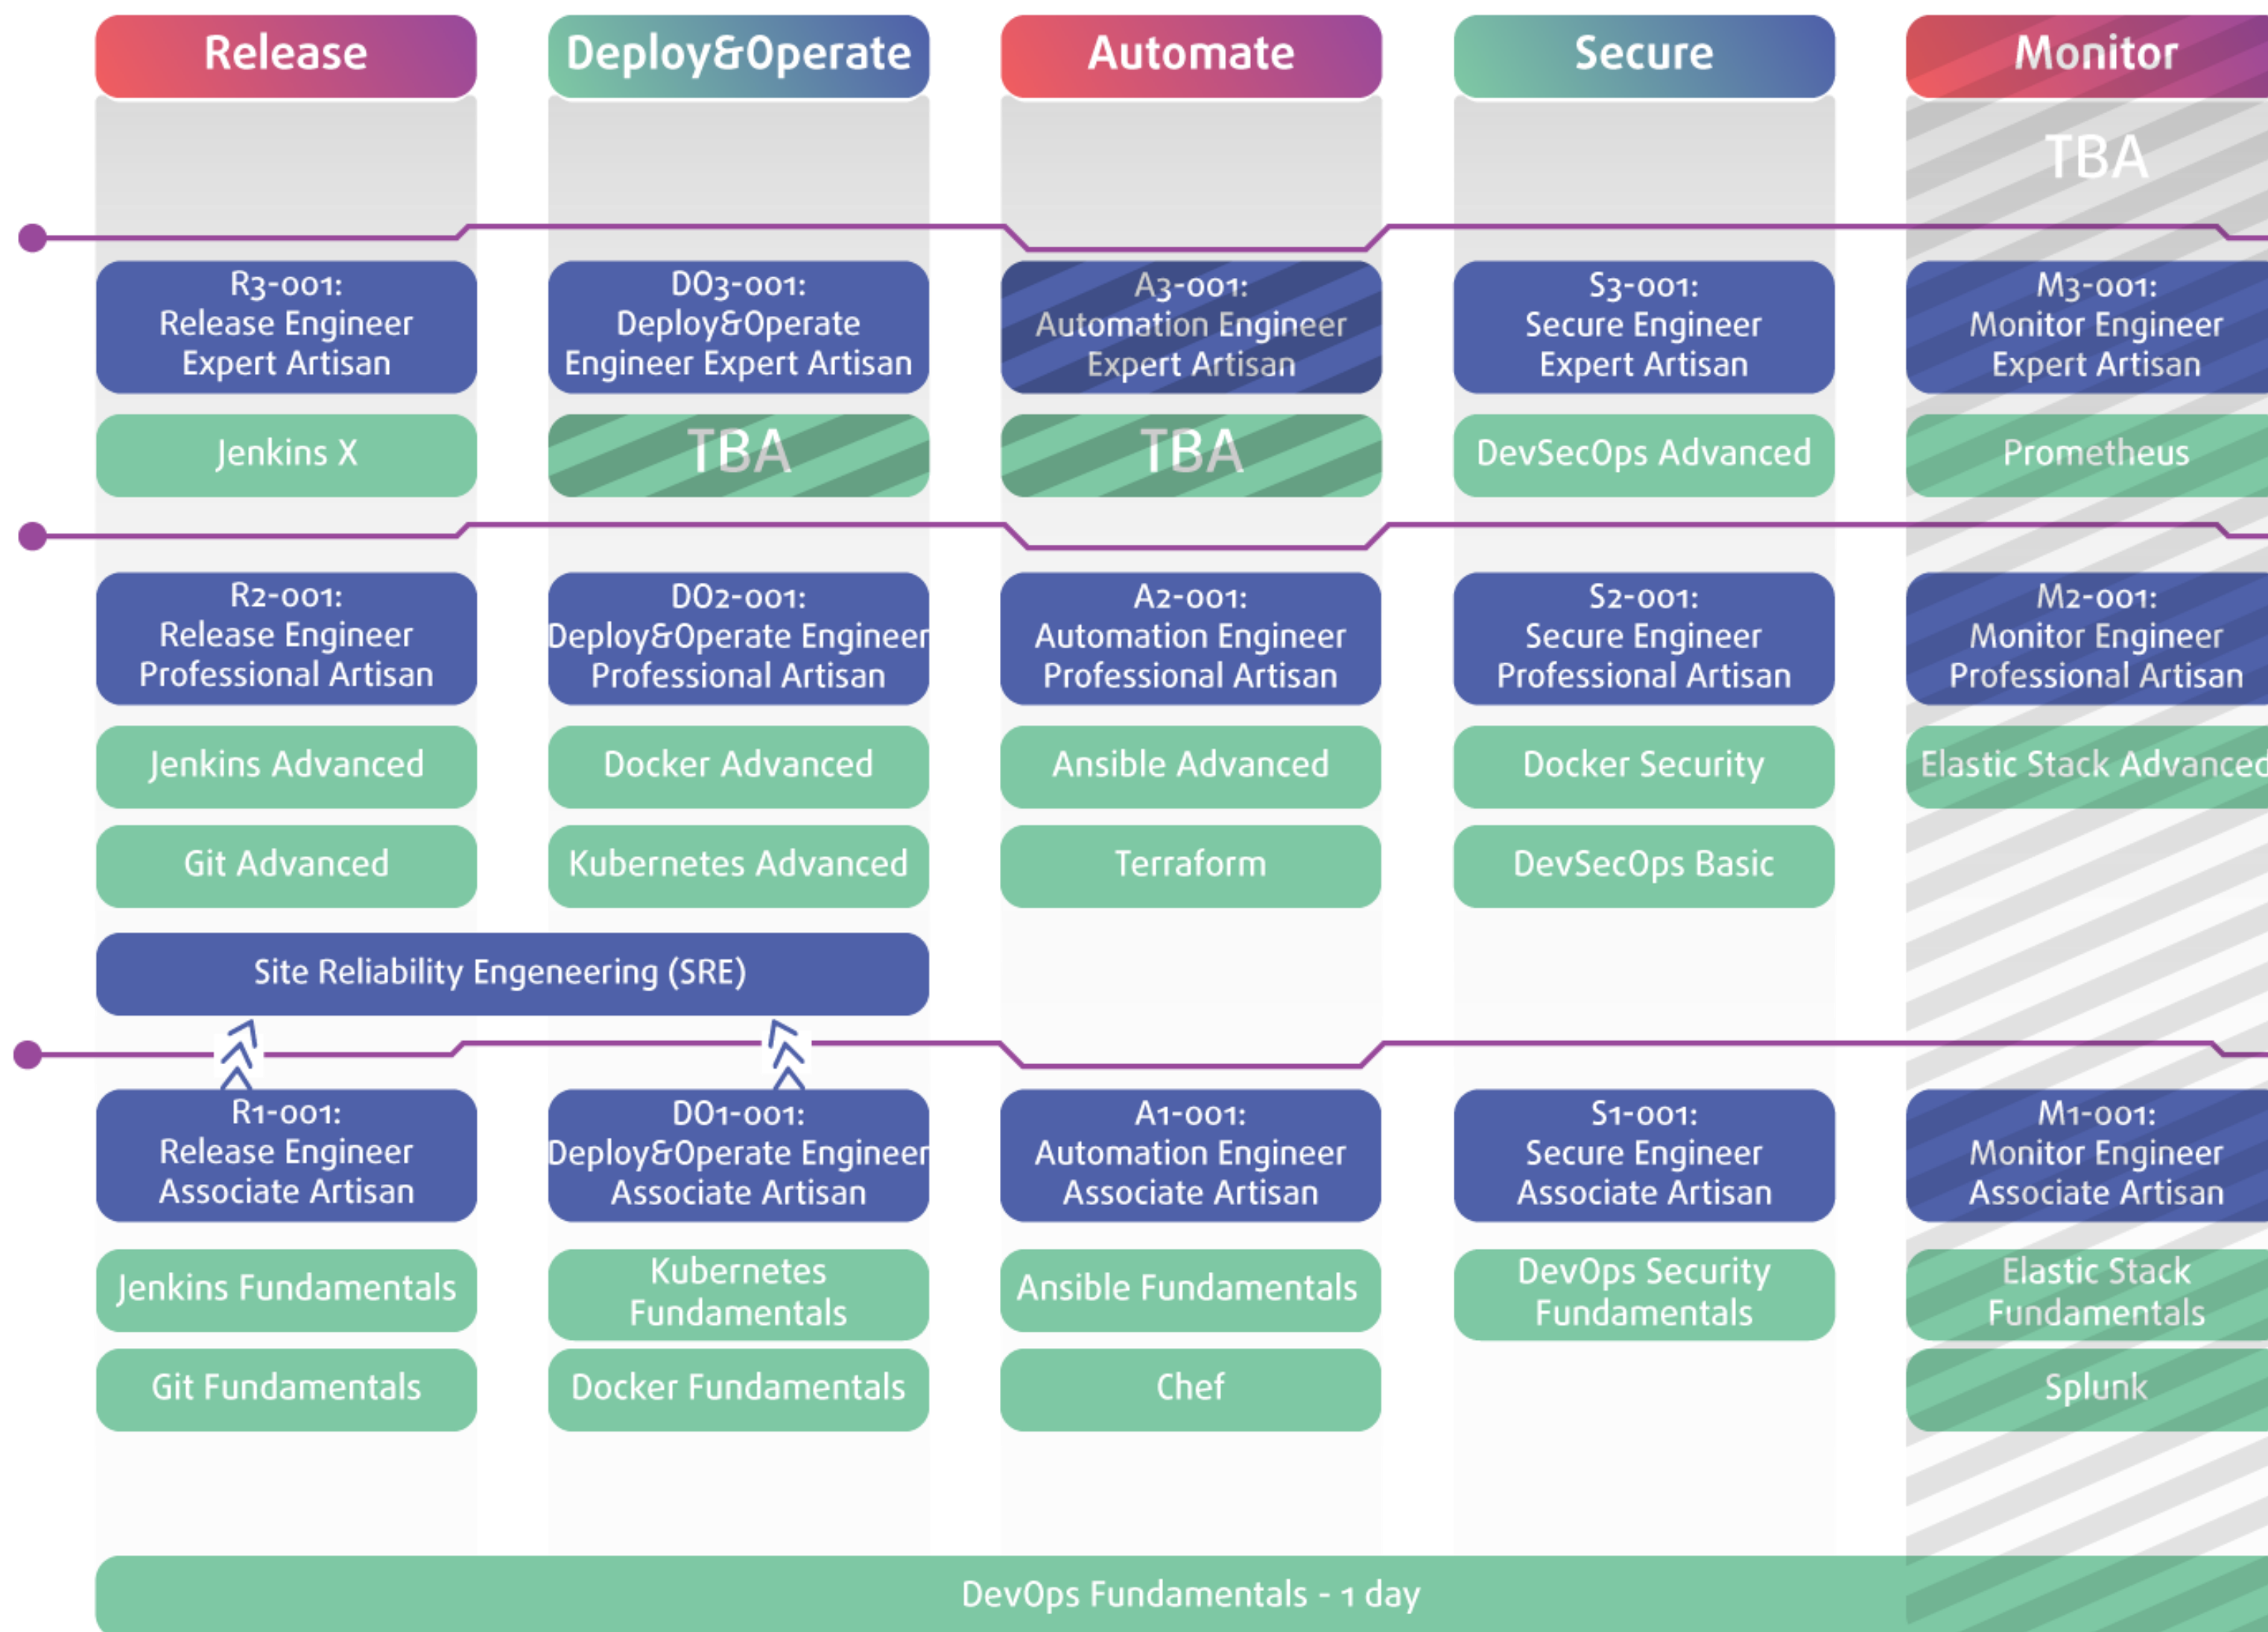 Release
Deploy&Operate
Automate
Secure
Monitor
TBA
R3-001:
Release Engineer
Expert Artisan
DO3-001:
Deploy&Operate
Engineer Expert Artisan
A3-001:
Automation Engineer
Expert Artisan
S3-001:
Secure Engineer
Expert Artisan
M3-001:
Monitor Engineer
Expert Artisan
Jenkins X
TBA
TBA
DevSecOps Advanced
Prometheus
R2-001:
Release Engineer
Professional Artisan
DO2-001:
Deploy&Operate Engineer
Professional Artisan
A2-001:
Automation Engineer
Professional Artisan
S2-001:
Secure Engineer
Professional Artisan
M2-001:
Monitor Engineer
Professional Artisan
Jenkins Advanced
Docker Advanced
Ansible Advanced
Docker Security
Elastic Stack Advanced
Git Advanced
Kubernetes Advanced
Terraform
DevSecOps Basic
Site Reliability Engeneering (SRE)
R1-001:
Release Engineer
Associate Artisan
DO1-001:
Deploy&Operate Engineer
Associate Artisan
A1-001:
Automation Engineer
Associate Artisan
S1-001:
Secure Engineer
Associate Artisan
M1-001:
Monitor Engineer
Associate Artisan
Jenkins Fundamentals
Kubernetes
Fundamentals
Ansible Fundamentals
DevOps Security
Fundamentals
Elastic Stack
Fundamentals
Git Fundamentals
Docker Fundamentals
Chef
Splunk
DevOps Fundamentals - 1 day